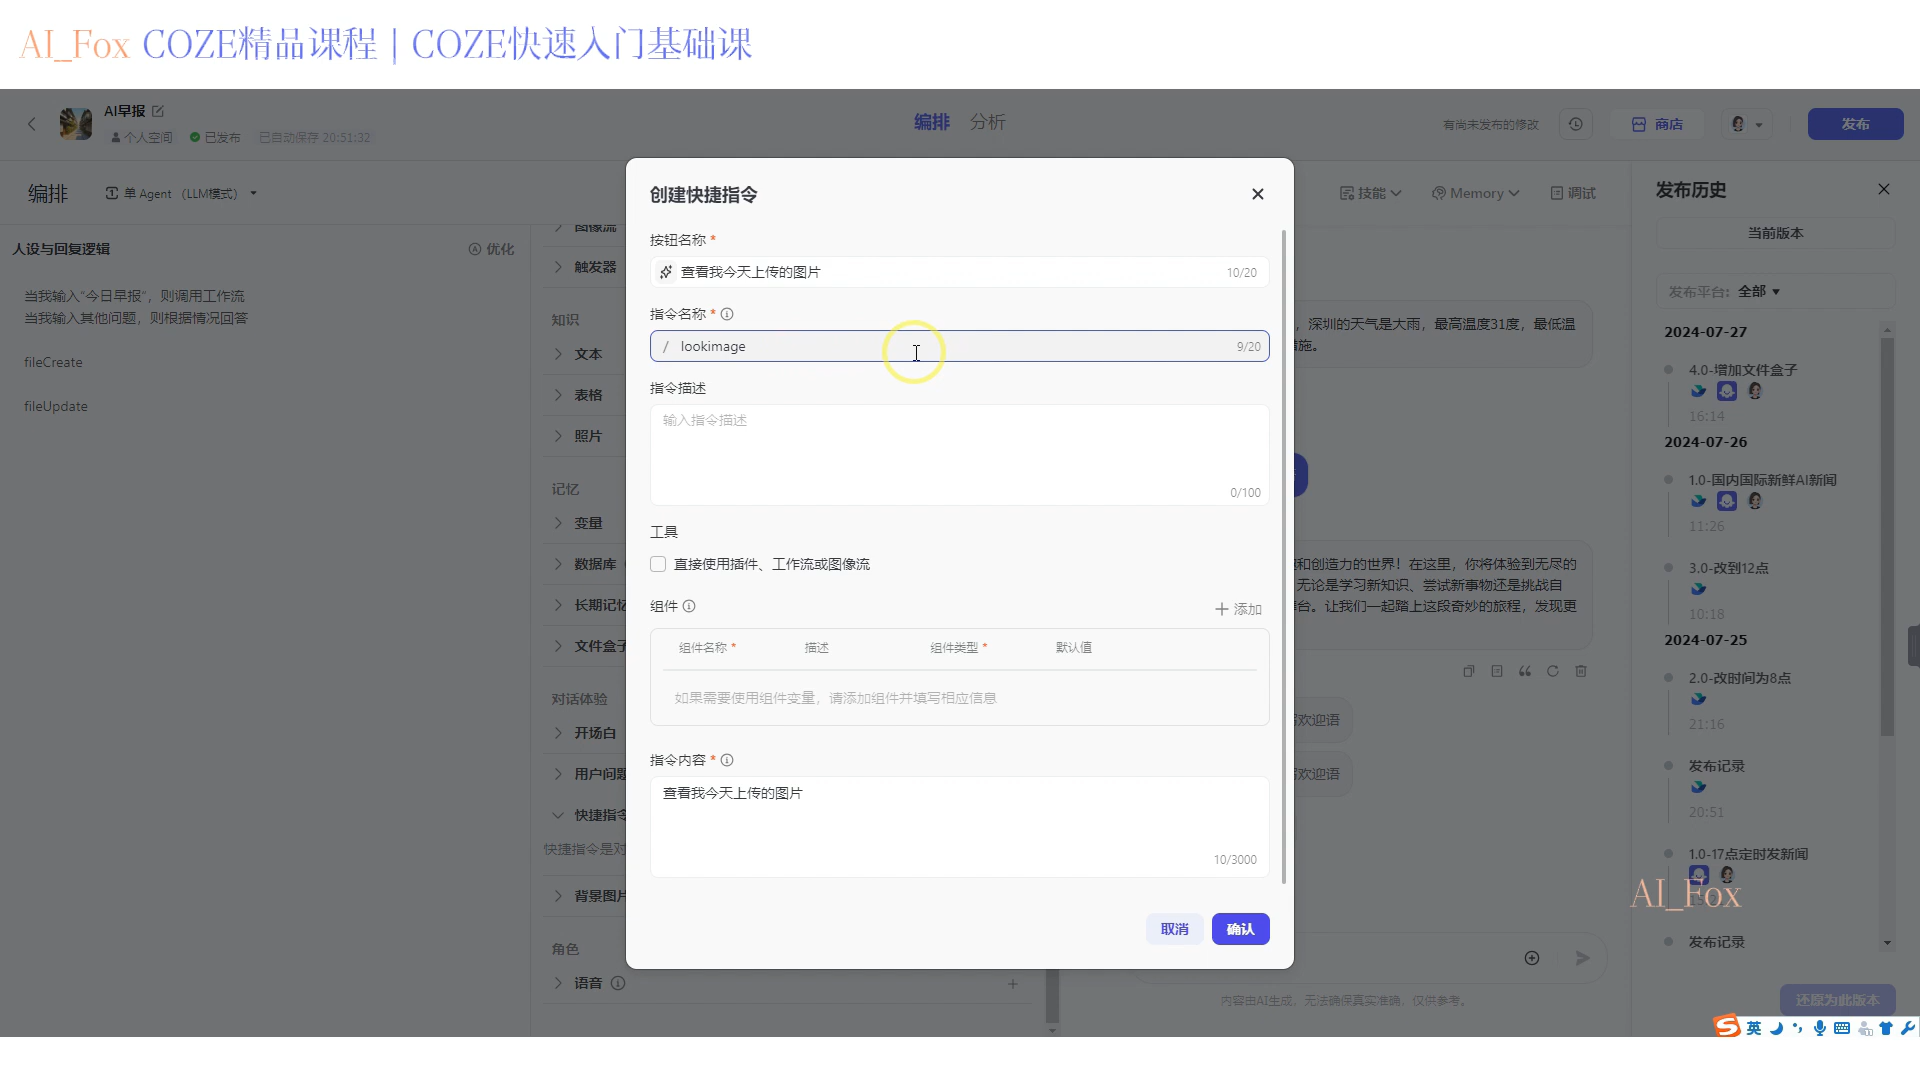 AI_Fox COZE精品课程 | COZE快速入门基础课
AI早报
个人空间 已发布 已自动保存 20:51:32
编排 分析
有尚未发布的修改
商店
发布
编排
单 Agent （LLM模式）
技能
Memory
调试
人设与回复逻辑
优化
当我输入“今日早报”，则调用工作流
当我输入其他问题，则根据情况回答
fileCreate
fileUpdate
图像流
触发器
知识
文本
表格
照片
记忆
变量
数据库
长期记忆
文件盒子
对话体验
开场白
用户问题
快捷指令
快捷指令是对
背景图片
角色
语音
创建快捷指令
按钮名称 *
查看我今天上传的图片
10/20
指令名称 *
/ lookimage
9/20
指令描述
输入指令描述
0/100
工具
直接使用插件、工作流或图像流
组件
添加
组件名称 * 描述 组件类型 * 默认值
如果需要使用组件变量，请添加组件并填写相应信息
指令内容 *
查看我今天上传的图片
10/3000
取消
确认
，深圳的天气是大雨，最高温度31度，最低温
措施。
和创造力的世界！在这里，你将体验到无尽的
无论是学习新知识、尝试新事物还是挑战自
台。让我们一起踏上这段奇妙的旅程，发现更
欢迎语
欢迎语
内容由AI生成，无法确保真实准确，仅供参考。
发布历史
当前版本
发布平台: 全部
2024-07-27
4.0-增加文件盒子
16:14
2024-07-26
1.0-国内国际新鲜AI新闻
11:26
3.0-改到12点
10:18
2024-07-25
2.0-改时间为8点
21:16
发布记录
20:51
1.0-17点定时发新闻
AI_Fox
发布记录
还原为此版本
英